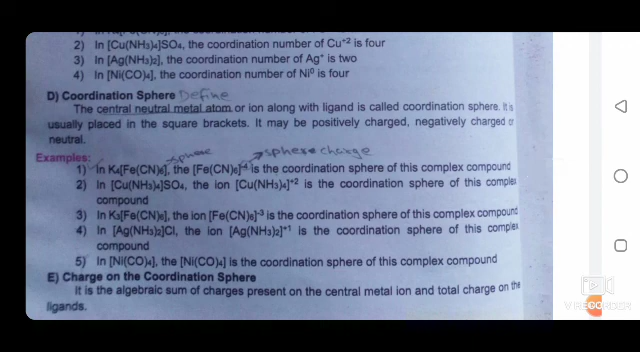 2) In [Cu(NH₃)₄]SO₄, the coordination number of Cu⁺² is four
3) In [Ag(NH₃)₂], the coordination number of Ag⁺ is two
4) In [Ni(CO)₄], the coordination number of Ni⁰ is four
D) Coordination Sphere Define
The central neutral metal atom or ion along with ligand is called coordination sphere. It is
usually placed in the square brackets. It may be positively charged, negatively charged or
neutral.
sphere → sphere charge
Examples:
1) In K₄[Fe(CN)₆], the [Fe(CN)₆]⁻⁴ is the coordination sphere of this complex compound
2) In [Cu(NH₃)₄]SO₄, the ion [Cu(NH₃)₄]⁺² is the coordination sphere of this complex
compound
3) In K₃[Fe(CN)₆], the ion [Fe(CN)₆]⁻³ is the coordination sphere of this complex compound
4) In [Ag(NH₃)₂]Cl, the ion [Ag(NH₃)₂]⁺¹ is the coordination sphere of this complex
compound
5) In [Ni(CO)₄], the [Ni(CO)₄] is the coordination sphere of this complex compound
E) Charge on the Coordination Sphere
It is the algebraic sum of charges present on the central metal ion and total charge on the
ligands.